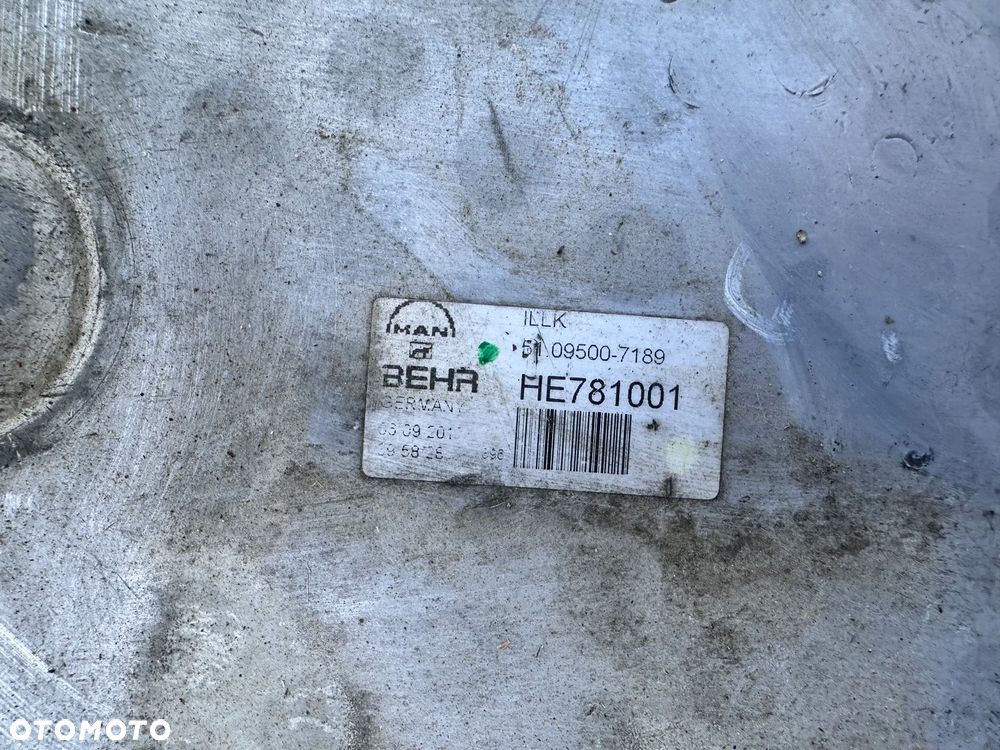 MAN
BEHR
GERMANY
ILLK
51.09500-7189
HE781001
OTOMOTO